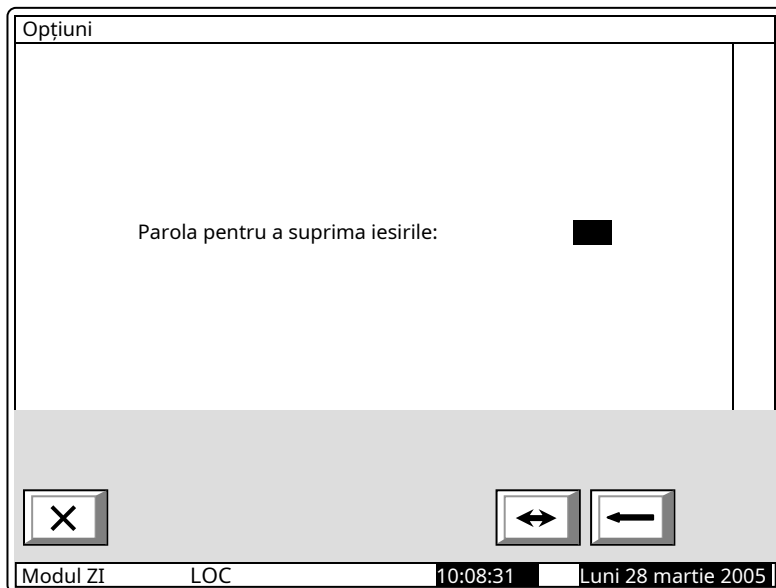 Opțiuni
Parola pentru a suprima iesirile:
Modul ZI LOC 10:08:31 Luni 28 martie 2005